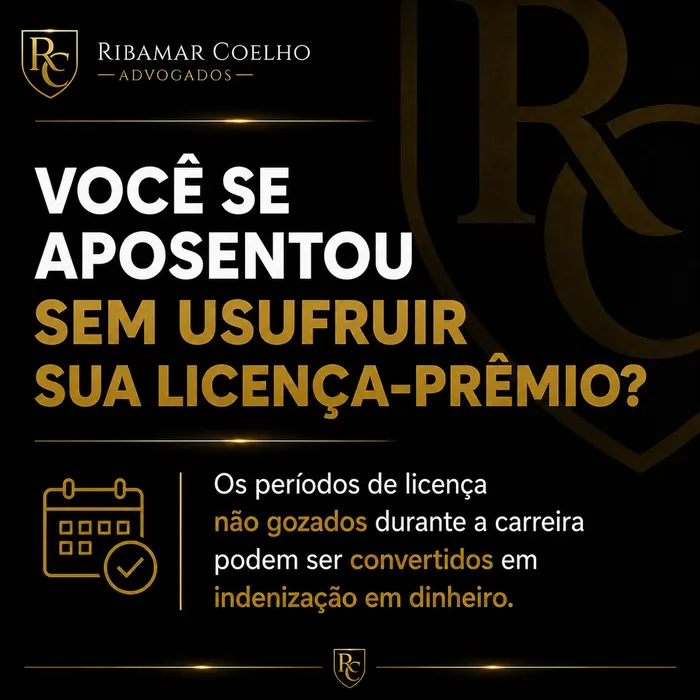 RC
RIBAMAR COELHO
ADVOGADOS
RC
VOCÊ SE
APOSENTOU
SEM USUFRUIR
SUA LICENÇA-PRÊMIO?
Os períodos de licença
não gozados durante a carreira
podem ser convertidos em
indenização em dinheiro.
RC